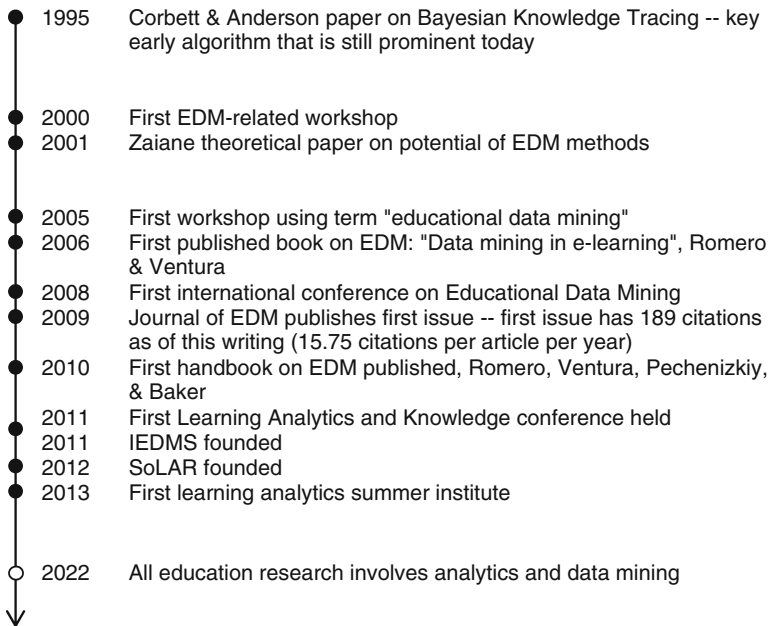 1995 Corbett & Anderson paper on Bayesian Knowledge Tracing -- key
early algorithm that is still prominent today
2000 First EDM-related workshop
2001 Zaiane theoretical paper on potential of EDM methods
2005 First workshop using term "educational data mining"
2006 First published book on EDM: "Data mining in e-learning", Romero
& Ventura
2008 First international conference on Educational Data Mining
2009 Journal of EDM publishes first issue -- first issue has 189 citations
as of this writing (15.75 citations per article per year)
2010 First handbook on EDM published, Romero, Ventura, Pechenizkiy,
& Baker
2011 First Learning Analytics and Knowledge conference held
2011 IEDMS founded
2012 SoLAR founded
2013 First learning analytics summer institute
2022 All education research involves analytics and data mining